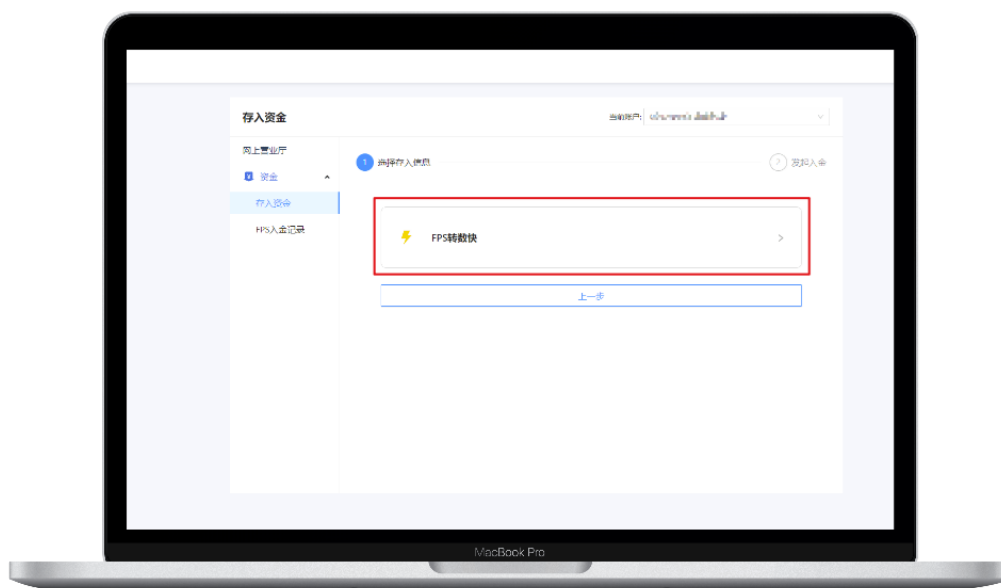 存入资金
当前账户:
网上营业厅
资金
存入资金
FPS入金记录
1 选择存入信息
2 发起入金
FPS转数快
上一步
MacBook Pro